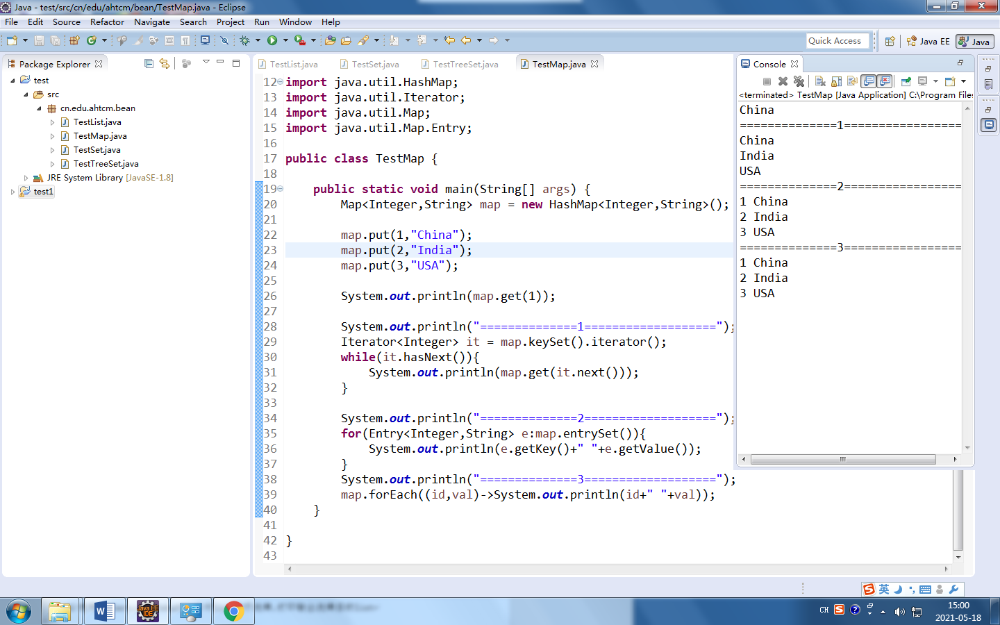 Java - test/src/cn/edu/ahtcm/bean/TestMap.java - Eclipse
File Edit Source Refactor Navigate Search Project Run Window Help
Quick Access Java EE Java
Package Explorer
test
src
cn.edu.ahtcm.bean
TestList.java
TestMap.java
TestSet.java
TestTreeSet.java
JRE System Library [JavaSE-1.8]
test1
TestList.java TestSet.java TestTreeSet.java TestMap.java
12 import java.util.HashMap;
13 import java.util.Iterator;
14 import java.util.Map;
15 import java.util.Map.Entry;
16
17 public class TestMap {
18
19 public static void main(String[] args) {
20 Map<Integer,String> map = new HashMap<Integer,String>();
21
22 map.put(1,"China");
23 map.put(2,"India");
24 map.put(3,"USA");
25
26 System.out.println(map.get(1));
27
28 System.out.println("==============1===================");
29 Iterator<Integer> it = map.keySet().iterator();
30 while(it.hasNext()){
31 System.out.println(map.get(it.next()));
32 }
33
34 System.out.println("==============2===================");
35 for(Entry<Integer,String> e:map.entrySet()){
36 System.out.println(e.getKey()+" "+e.getValue());
37 }
38 System.out.println("==============3===================");
39 map.forEach((id,val)->System.out.println(id+" "+val));
40 }
41
42 }
43
Console
<terminated> TestMap [Java Application] C:\Program Files
China
==============1=================
China
India
USA
==============2=================
1 China
2 India
3 USA
==============3=================
1 China
2 India
3 USA
英
CH
15:00
2021-05-18